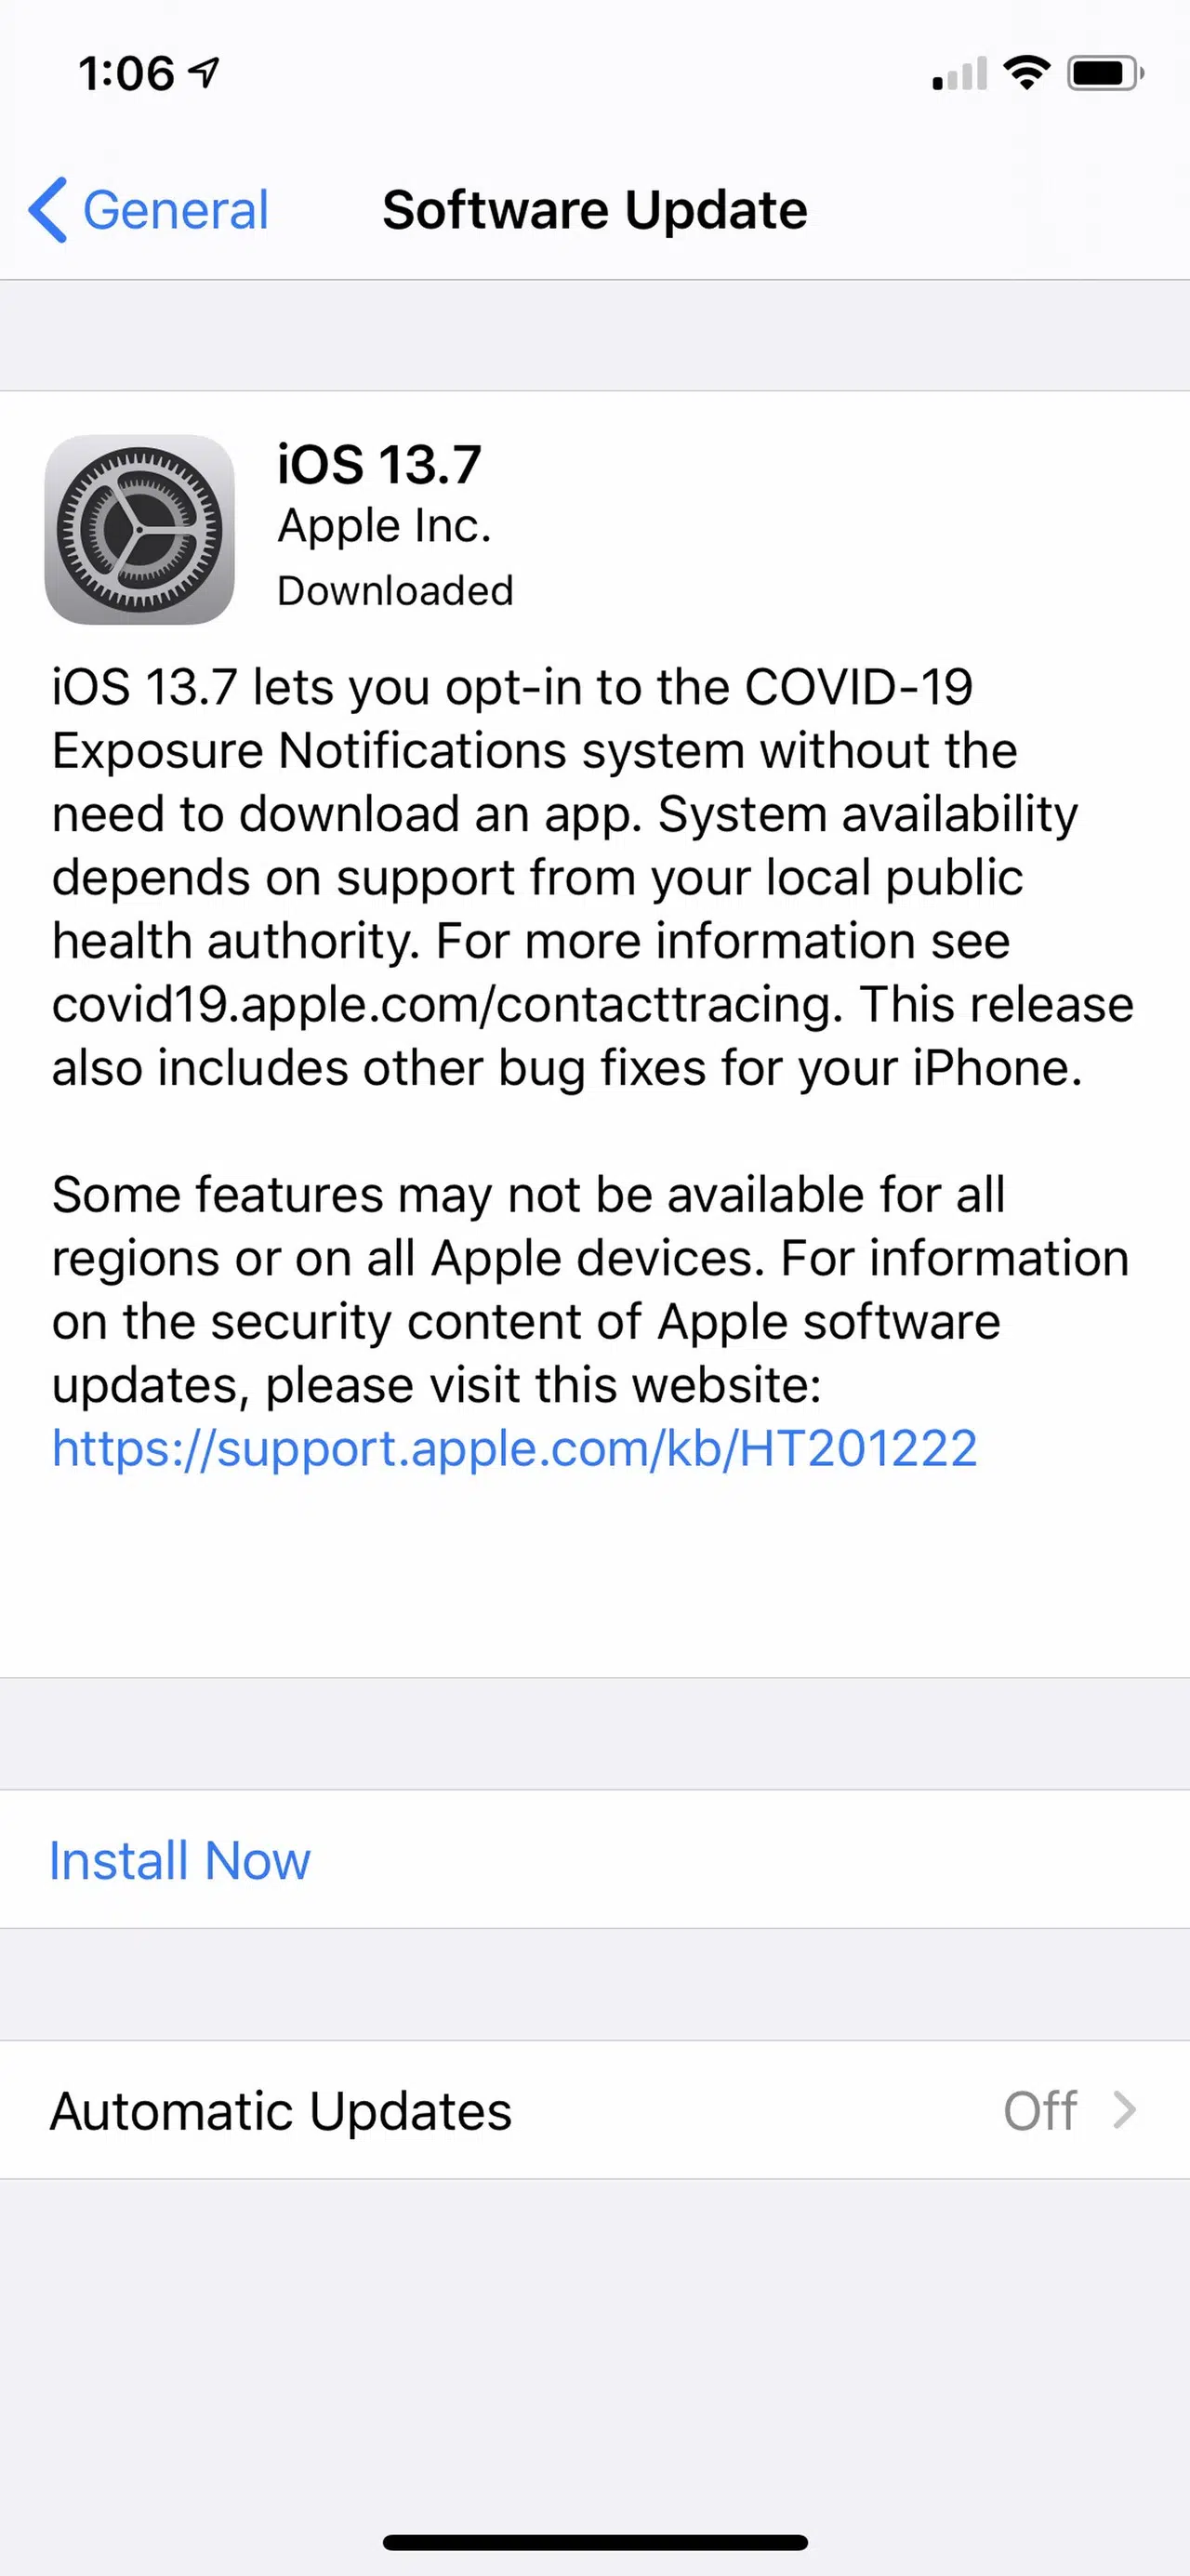 1:06
General
Software Update
iOS 13.7
Apple Inc.
Downloaded
iOS 13.7 lets you opt-in to the COVID-19
Exposure Notifications system without the
need to download an app. System availability
depends on support from your local public
health authority. For more information see
covid19.apple.com/contacttracing. This release
also includes other bug fixes for your iPhone.
Some features may not be available for all
regions or on all Apple devices. For information
on the security content of Apple software
updates, please visit this website:
https://support.apple.com/kb/HT201222
Install Now
Automatic Updates
Off